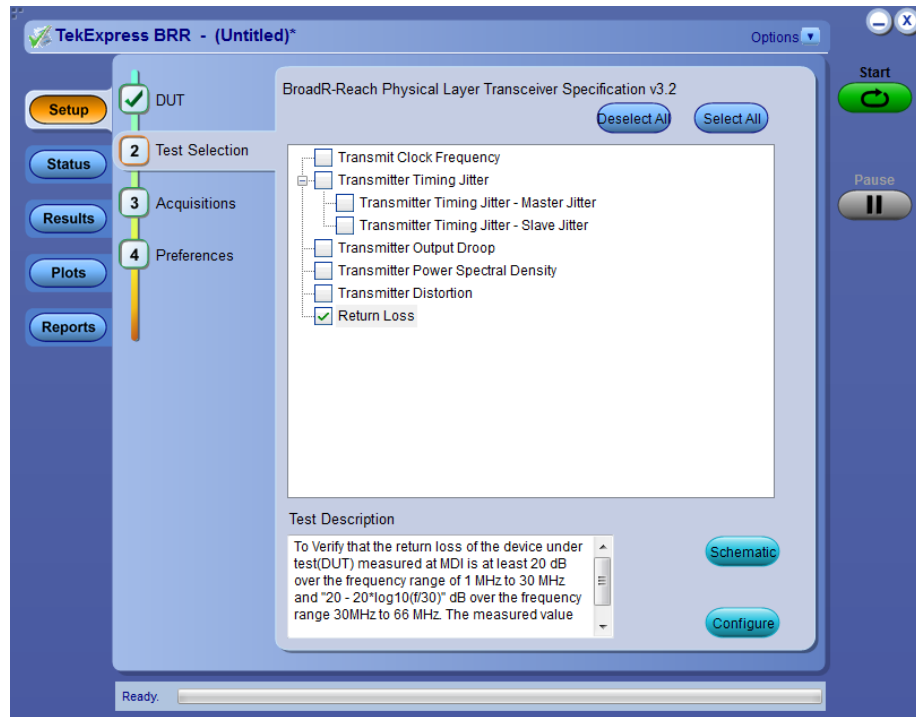 TekExpress BRR - (Untitled)*
Options
Start
Pause
Setup
Status
Results
Plots
Reports
DUT
2 Test Selection
3 Acquisitions
4 Preferences
BroadR-Reach Physical Layer Transceiver Specification v3.2
Deselect All
Select All
Transmit Clock Frequency
Transmitter Timing Jitter
Transmitter Timing Jitter - Master Jitter
Transmitter Timing Jitter - Slave Jitter
Transmitter Output Droop
Transmitter Power Spectral Density
Transmitter Distortion
Return Loss
Test Description
To Verify that the return loss of the device under
test(DUT) measured at MDI is at least 20 dB
over the frequency range of 1 MHz to 30 MHz
and "20 - 20*log10(f/30)" dB over the frequency
range 30MHz to 66 MHz. The measured value
Schematic
Configure
Ready.